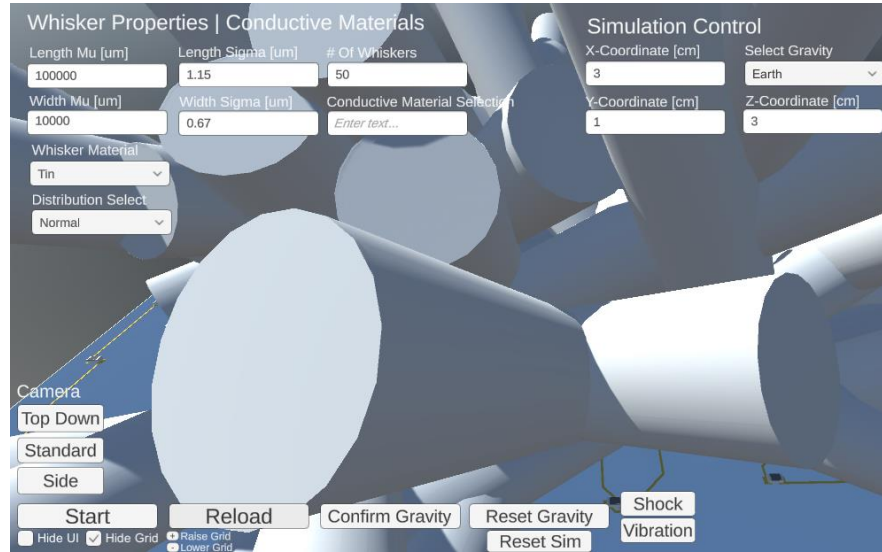 Whisker Properties | Conductive Materials
Simulation Control
Length Mu [um] Length Sigma [um] # Of Whiskers
X-Coordinate [cm] Select Gravity
100000 1.15 50
3 Earth
Width Mu [um] Width Sigma [um] Conductive Material Selection
Y-Coordinate [cm] Z-Coordinate [cm]
10000 0.67 Enter text...
1 3
Whisker Material
Tin
Distribution Select
Normal
Camera
Top Down
Standard
Side
Start Reload Confirm Gravity Reset Gravity Shock
Hide UI Hide Grid + Raise Grid Reset Sim Vibration
- Lower Grid